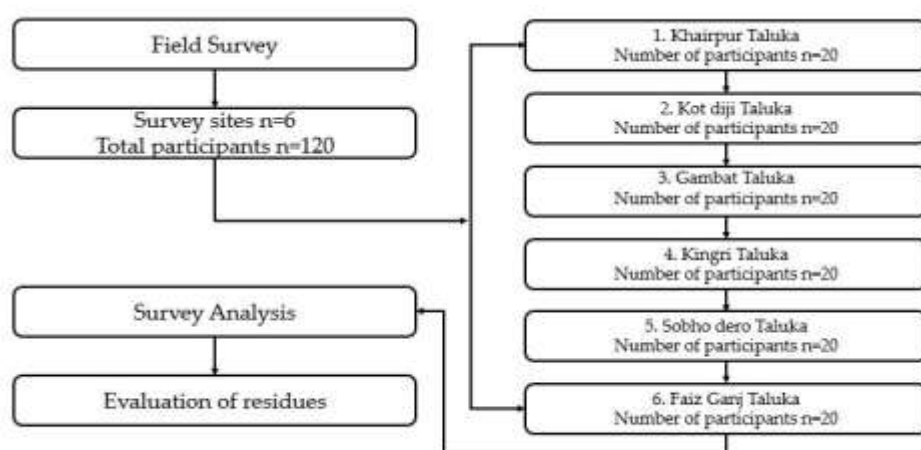 Field Survey
Survey sites n=6
Total participants n=120
1. Khairpur Taluka
Number of participants n=20
2. Kot diji Taluka
Number of participants n=20
3. Gambat Taluka
Number of participants n=20
4. Kingri Taluka
Number of participants n=20
5. Sobho dero Taluka
Number of participants n=20
6. Faiz Ganj Taluka
Number of participants n=20
Survey Analysis
Evaluation of residues